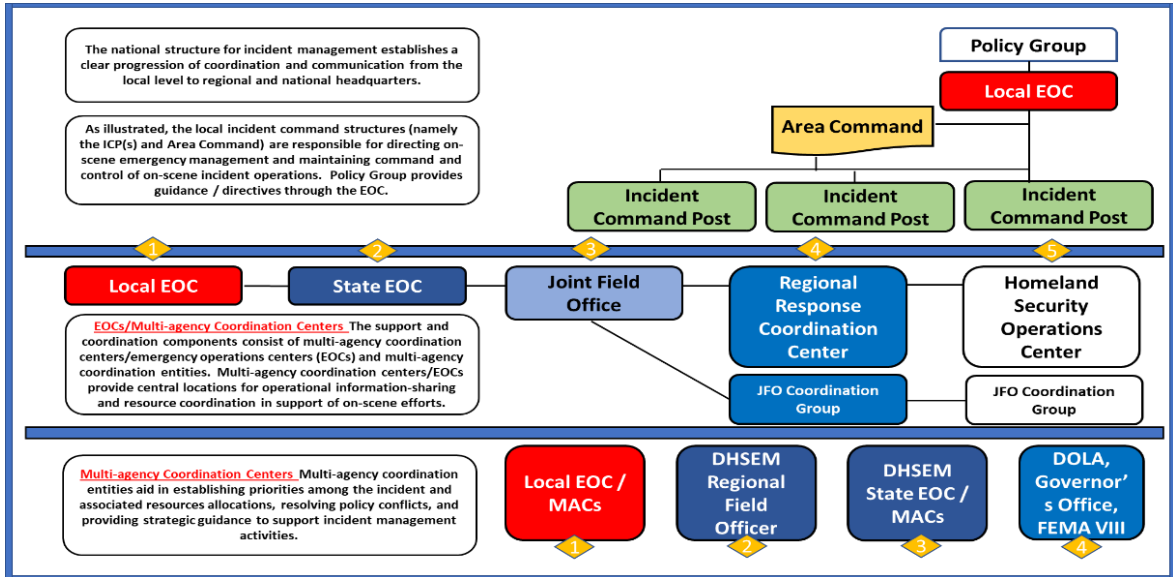 The national structure for incident management establishes a
clear progression of coordination and communication from the
local level to regional and national headquarters.
As illustrated, the local incident command structures (namely
the ICP(s) and Area Command) are responsible for directing on-
scene emergency management and maintaining command and
control of on-scene incident operations. Policy Group provides
guidance / directives through the EOC.
Policy Group
Local EOC
Area Command
Incident
Command Post
Incident
Command Post
Incident
Command Post
1
2
3
4
5
Local EOC
State EOC
Joint Field
Office
Regional
Response
Coordination
Center
Homeland
Security
Operations
Center
EOCs/Multi-agency Coordination Centers The support and
coordination components consist of multi-agency coordination
centers/emergency operations centers (EOCs) and multi-agency
coordination entities. Multi-agency coordination centers/EOCs
provide central locations for operational information-sharing
and resource coordination in support of on-scene efforts.
JFO Coordination
Group
JFO Coordination
Group
Multi-agency Coordination Centers Multi-agency coordination
entities aid in establishing priorities among the incident and
associated resources allocations, resolving policy conflicts, and
providing strategic guidance to support incident management
activities.
Local EOC /
MACs
DHSEM
Regional
Field
Officer
DHSEM
State EOC /
MACs
DOLA,
Governor’
s Office,
FEMA VIII
1
2
3
4